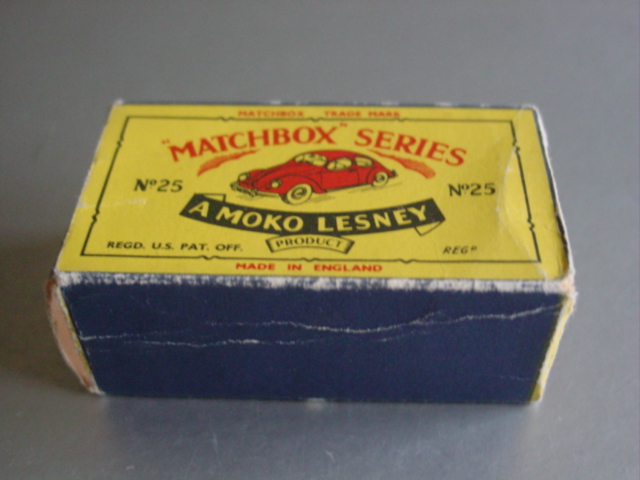 MATCHBOX TRADE MARK
"MATCHBOX" SERIES
Nº25 Nº25
A MOKO LESNEY
PRODUCT
REGD. U.S. PAT. OFF. REGD
MADE IN ENGLAND